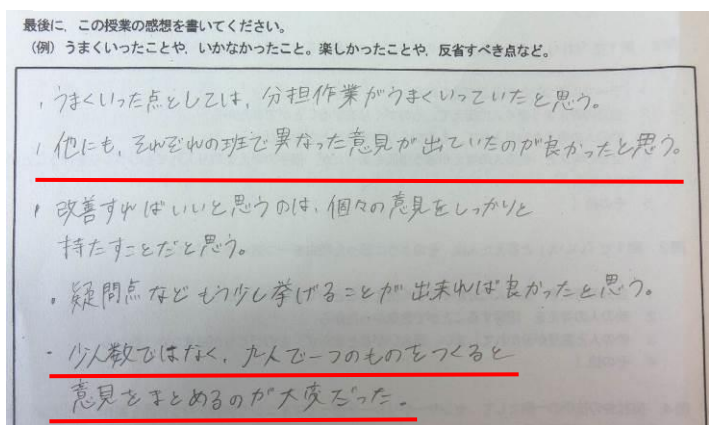 最後に、この授業の感想を書いてください。
(例)うまくいったことや、いかなかったこと。楽しかったことや、反省すべき点など。
・うまくいった点としては、分担作業がうまくいっていたと思う。
・他にも、それぞれの班で異なった意見が出ていたのが良かったと思う。
・改善すればいいと思うのは、個々の意見をしっかりと
持たすことだと思う。
・疑問点などもう少し挙げることが出来れば良かったと思う。
・少人数ではなく、九人で一つのものをつくると
意見をまとめるのが大変だった。